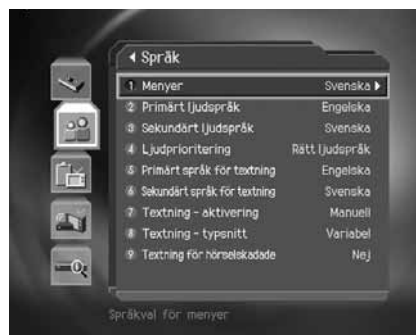 Språk
1 Menyer Svenska
2 Primärt ljudspråk Engelska
3 Sekundärt ljudspråk Svenska
4 Ljudprioritering Rätt ljudspråk
5 Primärt språk för textning Engelska
6 Sekundärt språk för textning Svenska
7 Textning - aktivering Manuell
8 Textning - typsnitt Variabel
9 Textning för hörselskadade Nej
Språkval för menyer